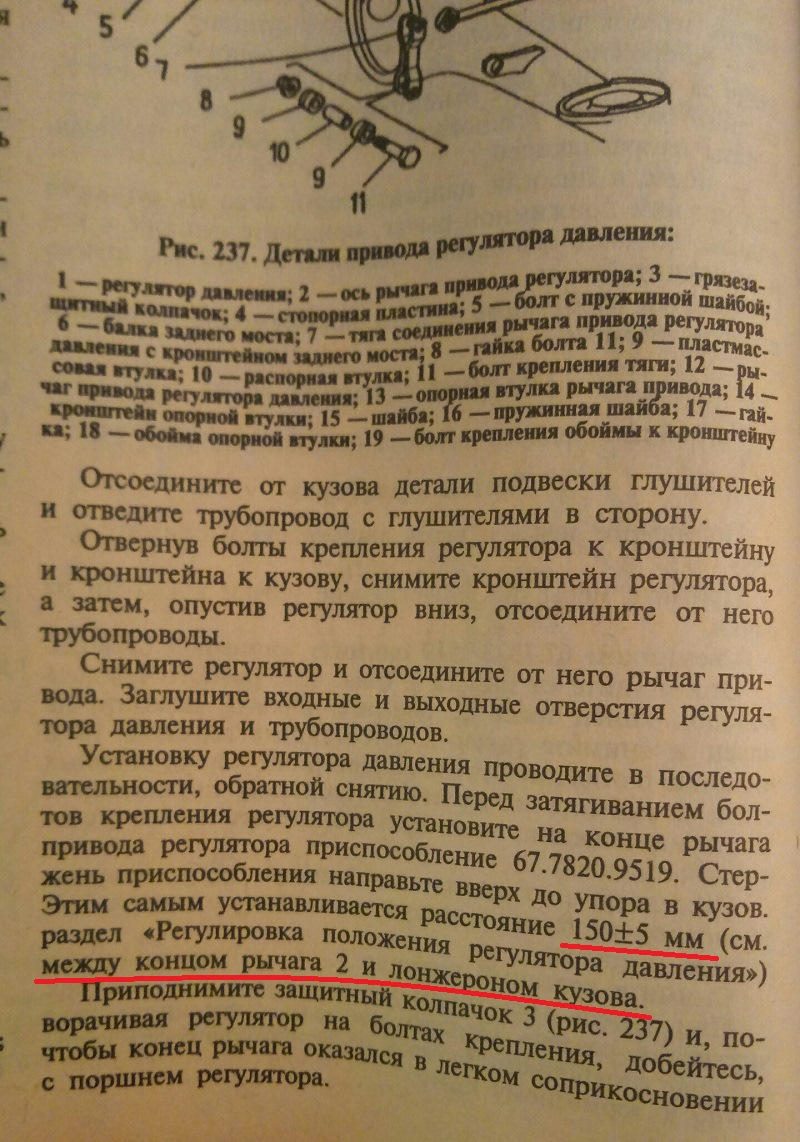 4
5
6
7
8
9
10
9
11
Рис. 237. Детали привода регулятора давления:
1 — регулятор давления; 2 — ось рычага привода регулятора; 3 — грязеза-
щитный колпачок; 4 — стопорная пластина; 5 — болт с пружинной шайбой;
6 — балка заднего моста; 7 — тяга соединения рычага привода регулятора
давления с кронштейном заднего моста; 8 — гайка болта 11; 9 — пластмас-
совая втулка; 10 — распорная втулка; 11 — болт крепления тяги; 12 — ры-
чаг привода регулятора давления; 13 — опорная втулка рычага привода; 14 —
кронштейн опорной втулки; 15 — шайба; 16 — пружинная шайба; 17 — гай-
ка; 18 — обойма опорной втулки; 19 — болт крепления обоймы к кронштейну
Отсоедините от кузова детали подвески глушителей
и отведите трубопровод с глушителями в сторону.
Отвернув болты крепления регулятора к кронштейну
и кронштейна к кузову, снимите кронштейн регулятора,
а затем, опустив регулятор вниз, отсоедините от него
трубопроводы.
Снимите регулятор и отсоедините от него рычаг при-
вода. Заглушите входные и выходные отверстия регуля-
тора давления и трубопроводов.
Установку регулятора давления проводите в последо-
вательности, обратной снятию. Перед затягиванием бол-
тов крепления регулятора установите на конце рычага
привода регулятора приспособление 67.7820.9519. Стер-
жень приспособления направьте вверх до упора в кузов.
Этим самым устанавливается расстояние 150±5 мм (см.
раздел «Регулировка положения регулятора давления»)
между концом рычага 2 и лонжероном кузова.
Приподнимите защитный колпачок 3 (рис. 237) и, по-
ворачивая регулятор на болтах крепления, добейтесь,
чтобы конец рычага оказался в легком соприкосновении
с поршнем регулятора.